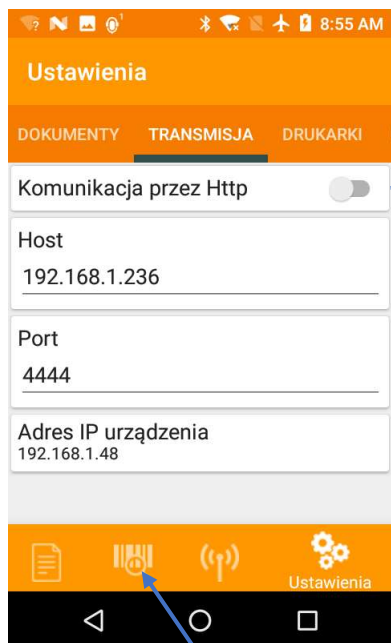 8:55 AM
Ustawienia
DOKUMENTY TRANSMISJA DRUKARKI
Komunikacja przez Http
Host
192.168.1.236
Port
4444
Adres IP urządzenia
192.168.1.48
Ustawienia